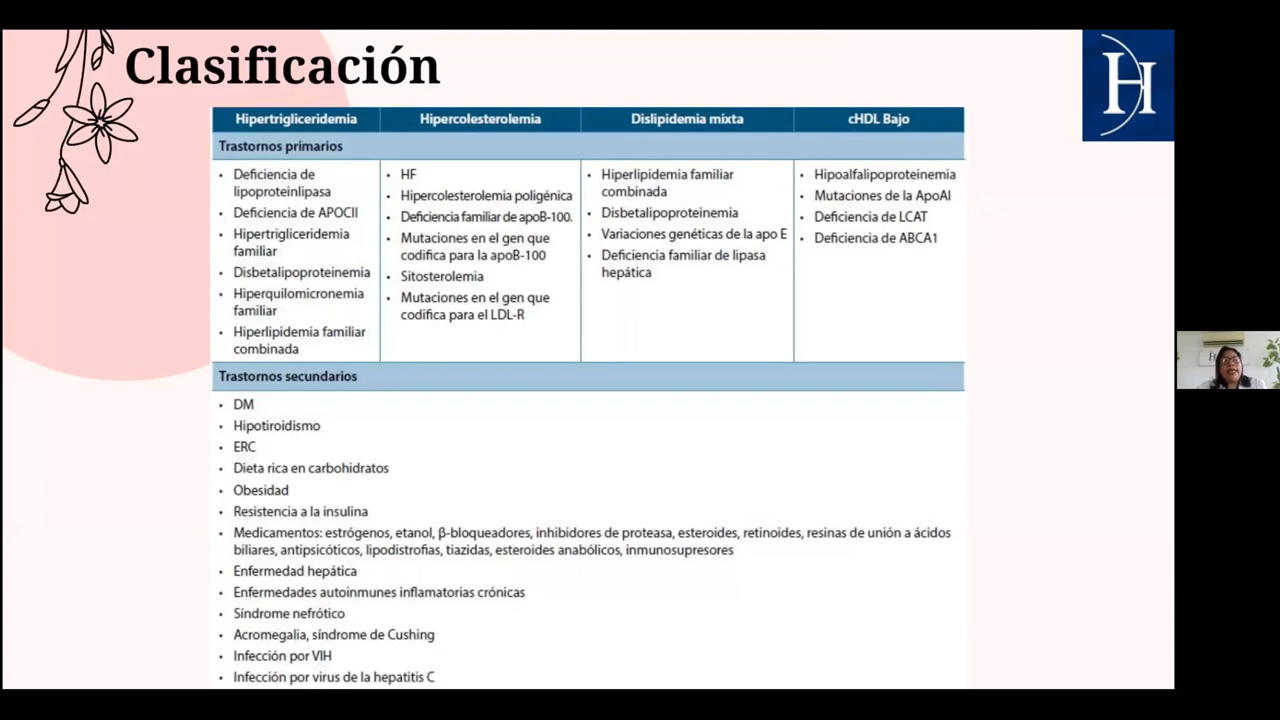 Clasificación
H
Hipertrigliceridemia
Hipercolesterolemia
Dislipidemia mixta
cHDL Bajo
Trastornos primarios
• Deficiencia de
lipoproteinlipasa
• Deficiencia de APOCII
• Hipertrigliceridemia
familiar
• Disbetalipoproteinemia
• Hiperquilomicronemia
familiar
• Hiperlipidemia familiar
combinada
• HF
• Hipercolesterolemia poligénica
• Deficiencia familiar de apoB-100.
• Mutaciones en el gen que
codifica para la apoB-100
• Sitosterolemia
• Mutaciones en el gen que
codifica para el LDL-R
• Hiperlipidemia familiar
combinada
• Disbetalipoproteinemia
• Variaciones genéticas de la apo E
• Deficiencia familiar de lipasa
hepática
• Hipoalfalipoproteinemia
• Mutaciones de la ApoAI
• Deficiencia de LCAT
• Deficiencia de ABCA1
Trastornos secundarios
• DM
• Hipotiroidismo
• ERC
• Dieta rica en carbohidratos
• Obesidad
• Resistencia a la insulina
• Medicamentos: estrógenos, etanol, β-bloqueadores, inhibidores de proteasa, esteroides, retinoides, resinas de unión a ácidos
biliares, antipsicóticos, lipodistrofias, tiazidas, esteroides anabólicos, inmunosupresores
• Enfermedad hepática
• Enfermedades autoinmunes inflamatorias crónicas
• Síndrome nefrótico
• Acromegalia, síndrome de Cushing
• Infección por VIH
• Infección por virus de la hepatitis C